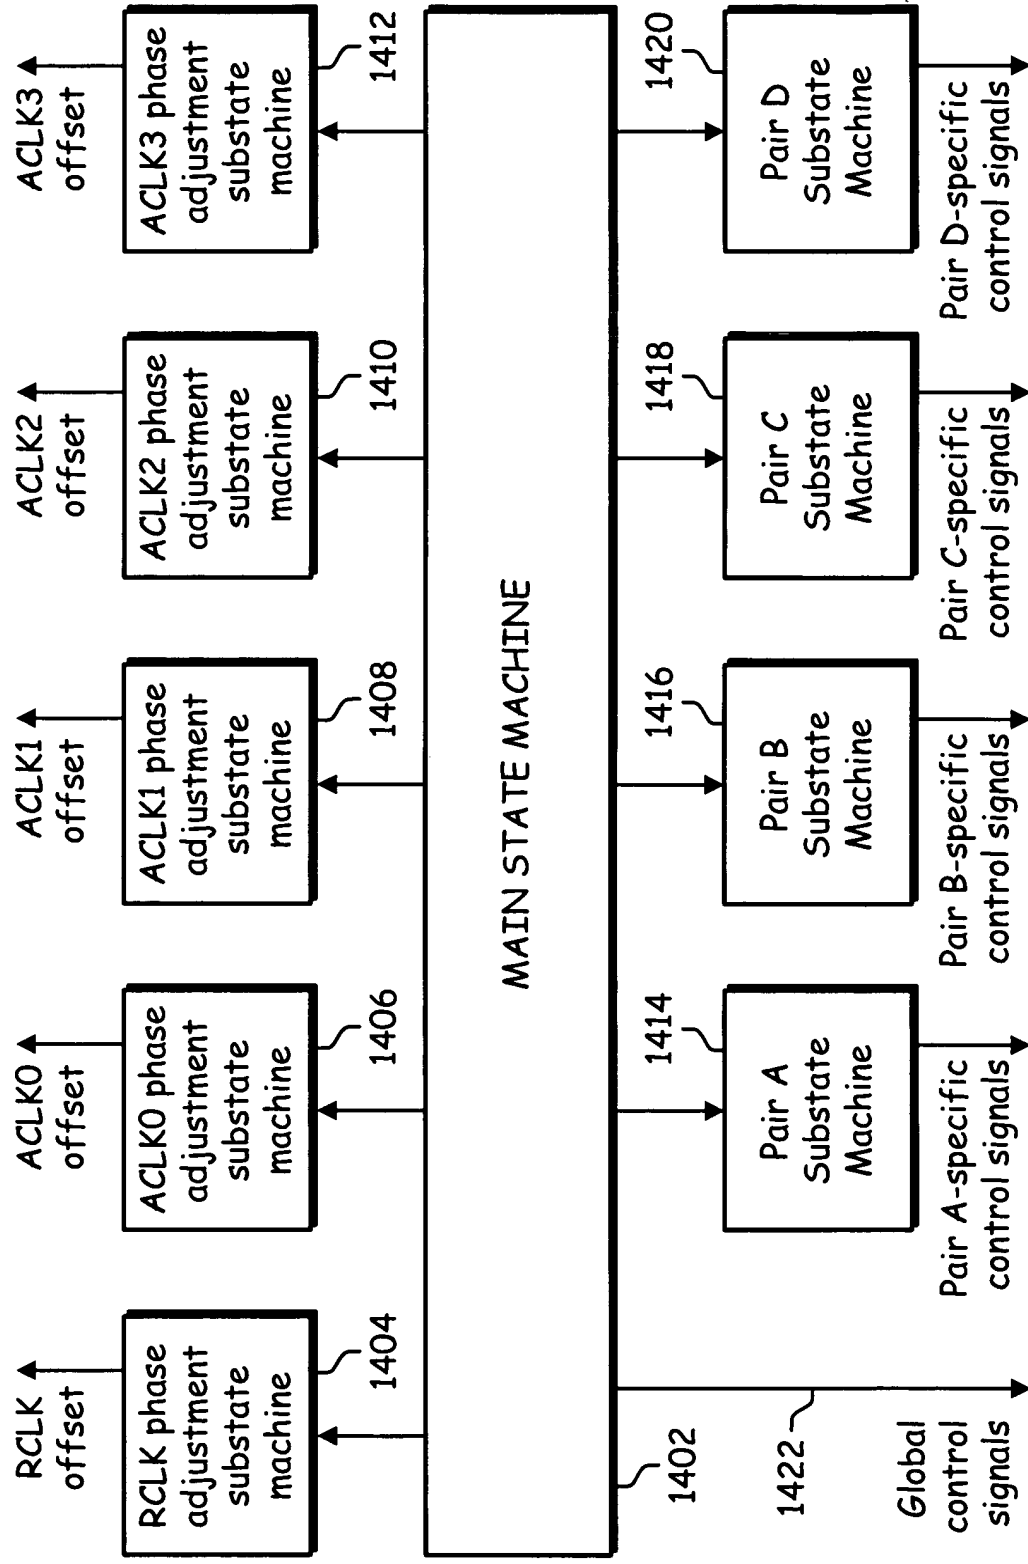 RCLK
offset
ACLK0
offset
ACLK1
offset
ACLK2
offset
ACLK3
offset
RCLK phase
adjustment
substate
machine
ACLK0 phase
adjustment
substate
machine
ACLK1 phase
adjustment
substate
machine
ACLK2 phase
adjustment
substate
machine
ACLK3 phase
adjustment
substate
machine
1404
1406
1408
1410
1412
MAIN STATE MACHINE
1402
1414
1416
1418
1420
Pair A
Substate
Machine
Pair B
Substate
Machine
Pair C
Substate
Machine
Pair D
Substate
Machine
1422
Global
control
signals
Pair A-specific
control signals
Pair B-specific
control signals
Pair C-specific
control signals
Pair D-specific
control signals